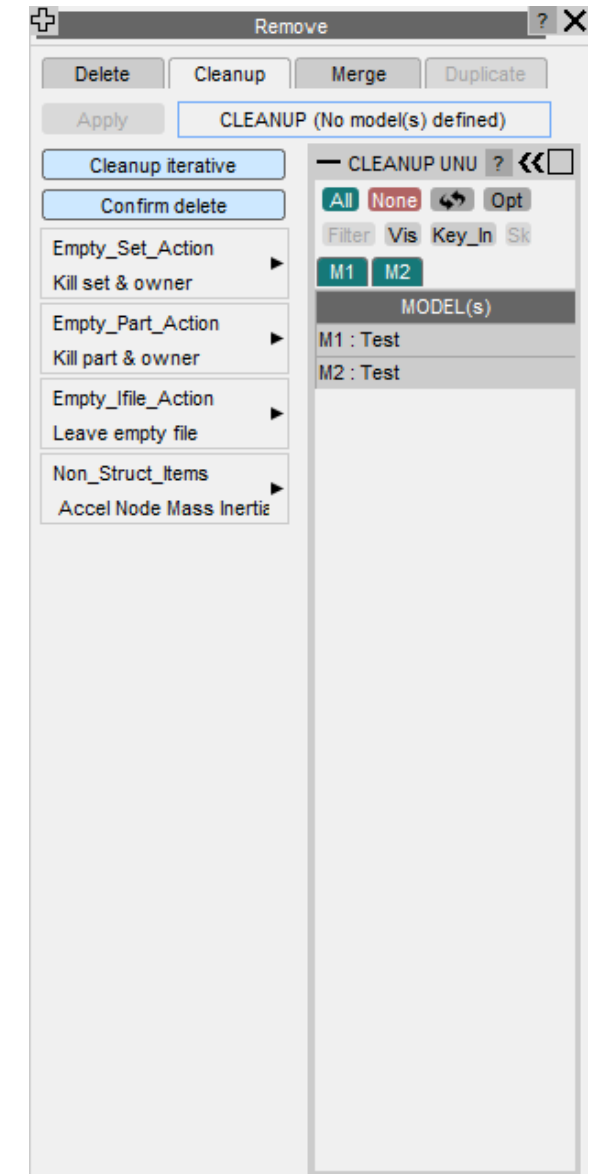 Remove ?
Delete Cleanup Merge Duplicate
Apply CLEANUP (No model(s) defined)
Cleanup iterative
Confirm delete
Empty_Set_Action
Kill set & owner
Empty_Part_Action
Kill part & owner
Empty_Ifile_Action
Leave empty file
Non_Struct_Items
Accel Node Mass Inertia
CLEANUP UNU ?
All None Opt
Filter Vis Key_In Sk
M1 M2
MODEL(s)
M1 : Test
M2 : Test